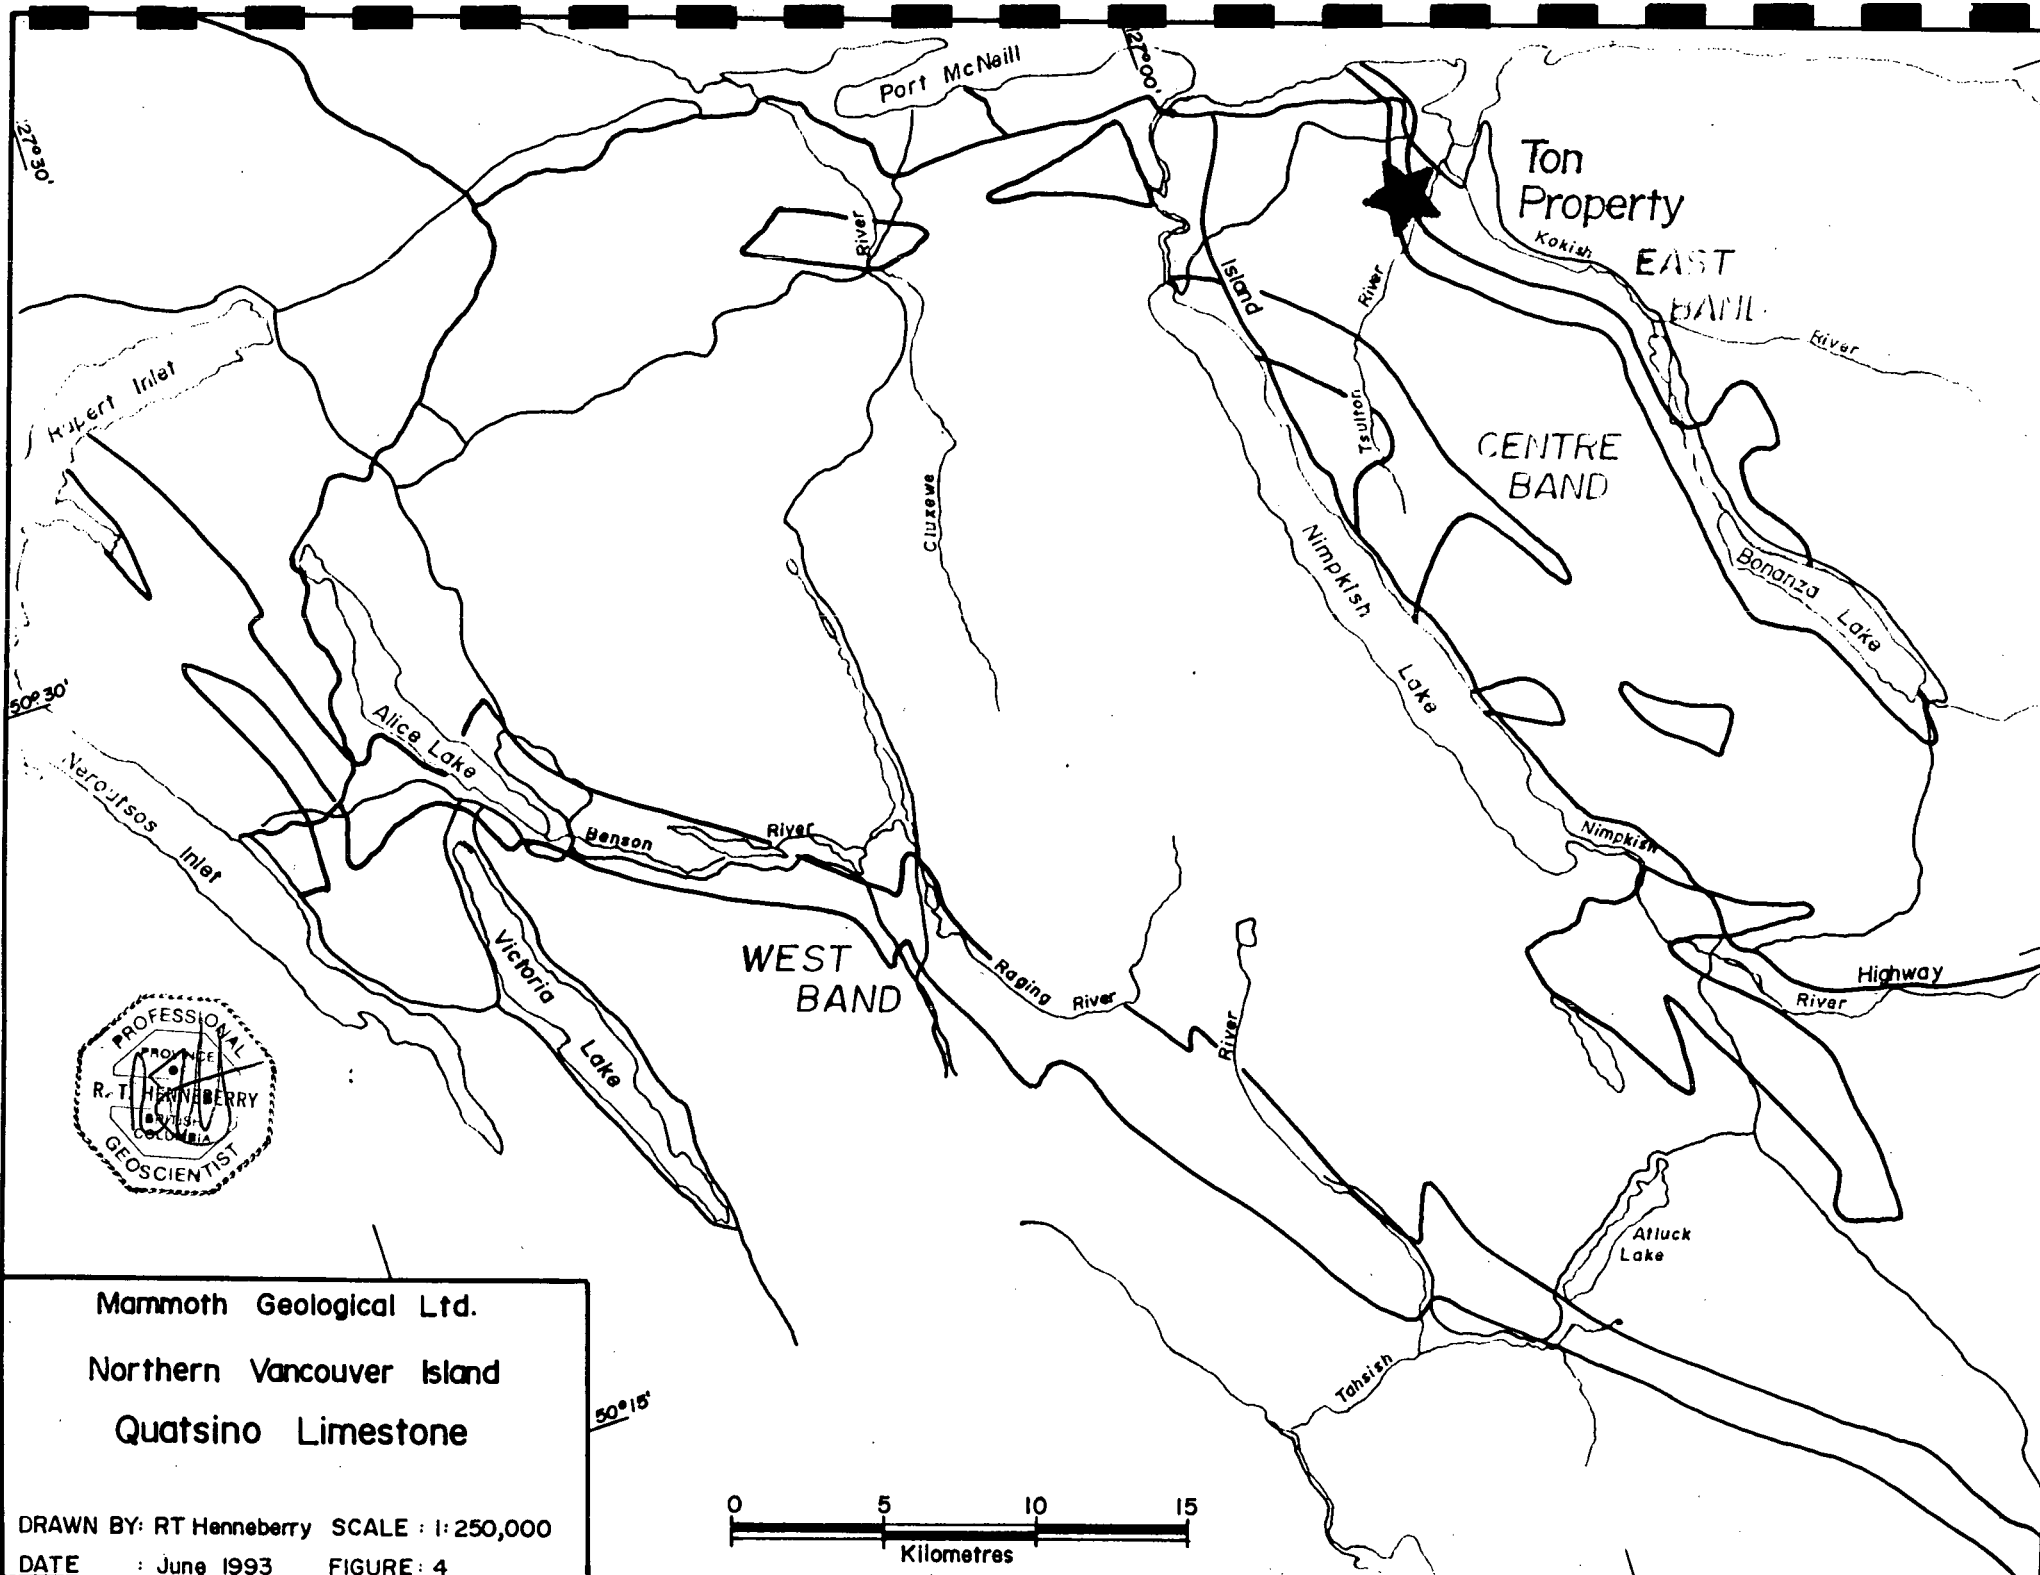 Port McNeill
127°00'
27°30'
Ton
Property
River
Kokish
EAST
Island
River
River
Rupert Inlet
Tsulton
CENTRE
BAND
Cluxewe
Nimpkish
Lake
Bonanza
Lake
50°30'
Alice Lake
Neroutsos
Inlet
Benson
River
Nimpkish
Victoria
Lake
WEST
BAND
Raging
River
River
Highway
River
PROFESSIONAL
PROVINCE
R. T. HENNEBERRY
BRITISH
COLUMBIA
GEOSCIENTIST
Atluck
Lake
Tahsish
50°15'
Mammoth Geological Ltd.
Northern Vancouver Island
Quatsino Limestone
DRAWN BY: RT Henneberry SCALE : 1:250,000
DATE : June 1993 FIGURE: 4
0 5 10 15
Kilometres